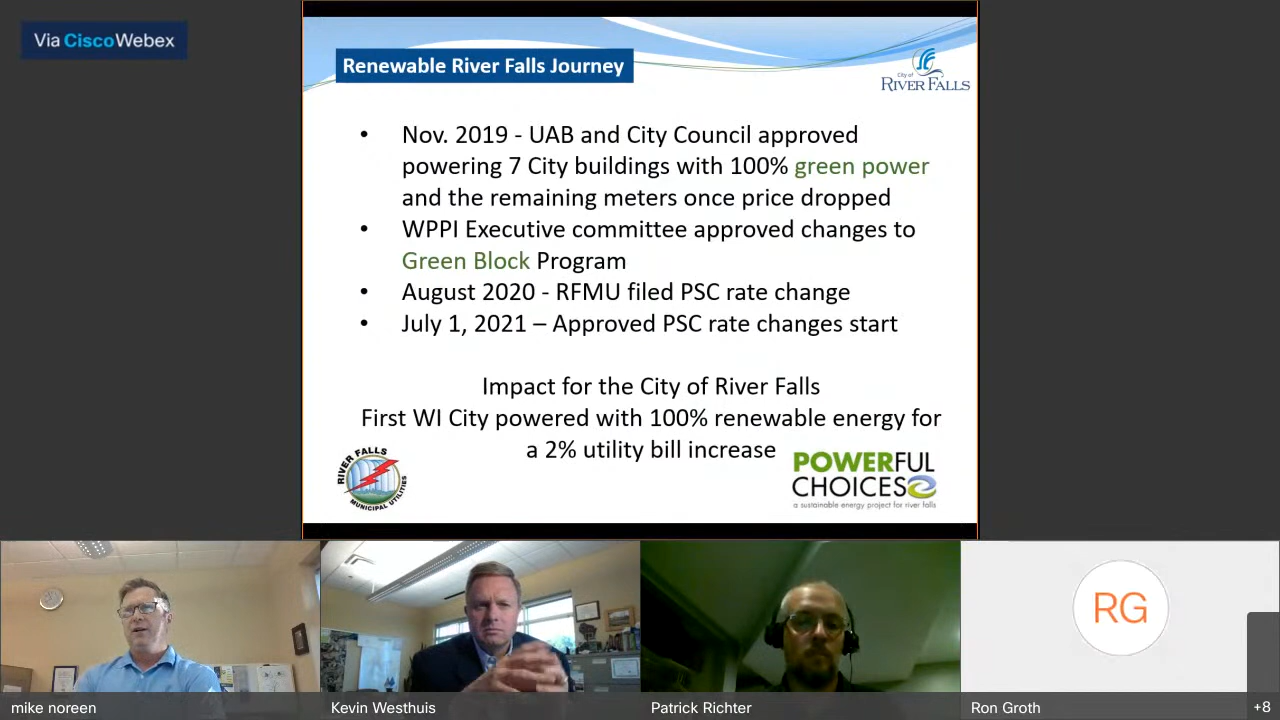 Via Cisco Webex
Renewable River Falls Journey
City of
RIVER FALLS
• Nov. 2019 - UAB and City Council approved
powering 7 City buildings with 100% green power
and the remaining meters once price dropped
• WPPI Executive committee approved changes to
Green Block Program
• August 2020 - RFMU filed PSC rate change
• July 1, 2021 – Approved PSC rate changes start
Impact for the City of River Falls
First WI City powered with 100% renewable energy for
a 2% utility bill increase
RIVER FALLS
MUNICIPAL UTILITIES
POWERFUL
CHOICES
a sustainable energy project for river falls
RG
mike noreen
Kevin Westhuis
Patrick Richter
Ron Groth
+8